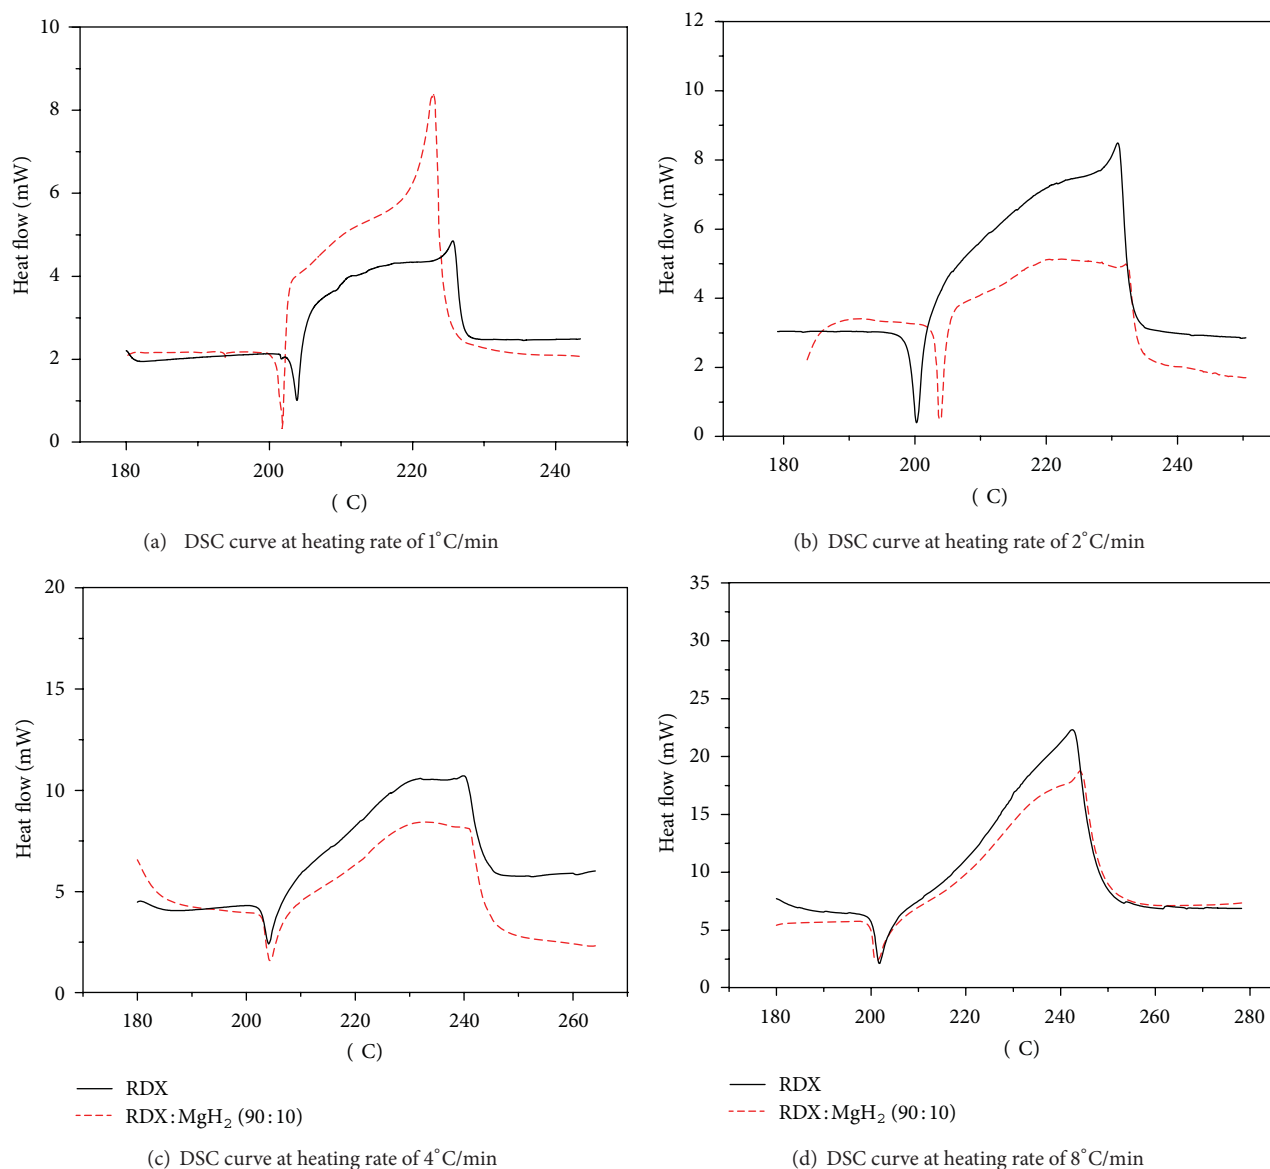 10
8
6
4
2
0
Heat flow (mW)
180
200
220
240
( C)
(a) DSC curve at heating rate of 1°C/min
12
10
8
6
4
2
0
Heat flow (mW)
180
200
220
240
( C)
(b) DSC curve at heating rate of 2°C/min
20
15
10
5
0
Heat flow (mW)
180
200
220
240
260
( C)
RDX
RDX:MgH₂ (90:10)
(c) DSC curve at heating rate of 4°C/min
35
30
25
20
15
10
5
0
Heat flow (mW)
180
200
220
240
260
280
( C)
RDX
RDX:MgH₂ (90:10)
(d) DSC curve at heating rate of 8°C/min